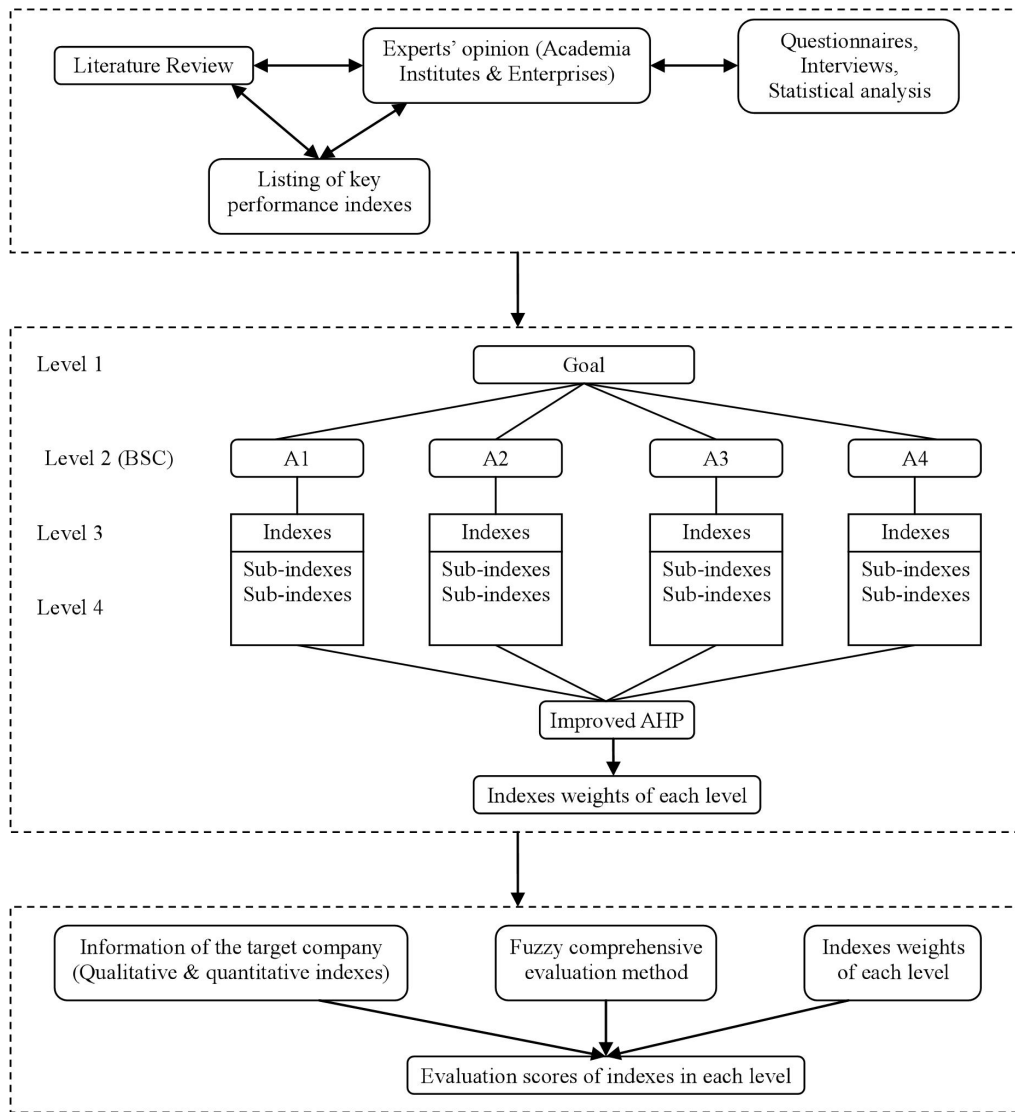 Literature Review
Experts' opinion (Academia
Institutes & Enterprises)
Questionnaires,
Interviews,
Statistical analysis
Listing of key
performance indexes
Level 1
Goal
Level 2 (BSC)
A1
A2
A3
A4
Level 3
Indexes
Indexes
Indexes
Indexes
Level 4
Sub-indexes
Sub-indexes
Sub-indexes
Sub-indexes
Sub-indexes
Sub-indexes
Sub-indexes
Sub-indexes
Improved AHP
Indexes weights of each level
Information of the target company
(Qualitative & quantitative indexes)
Fuzzy comprehensive
evaluation method
Indexes weights
of each level
Evaluation scores of indexes in each level